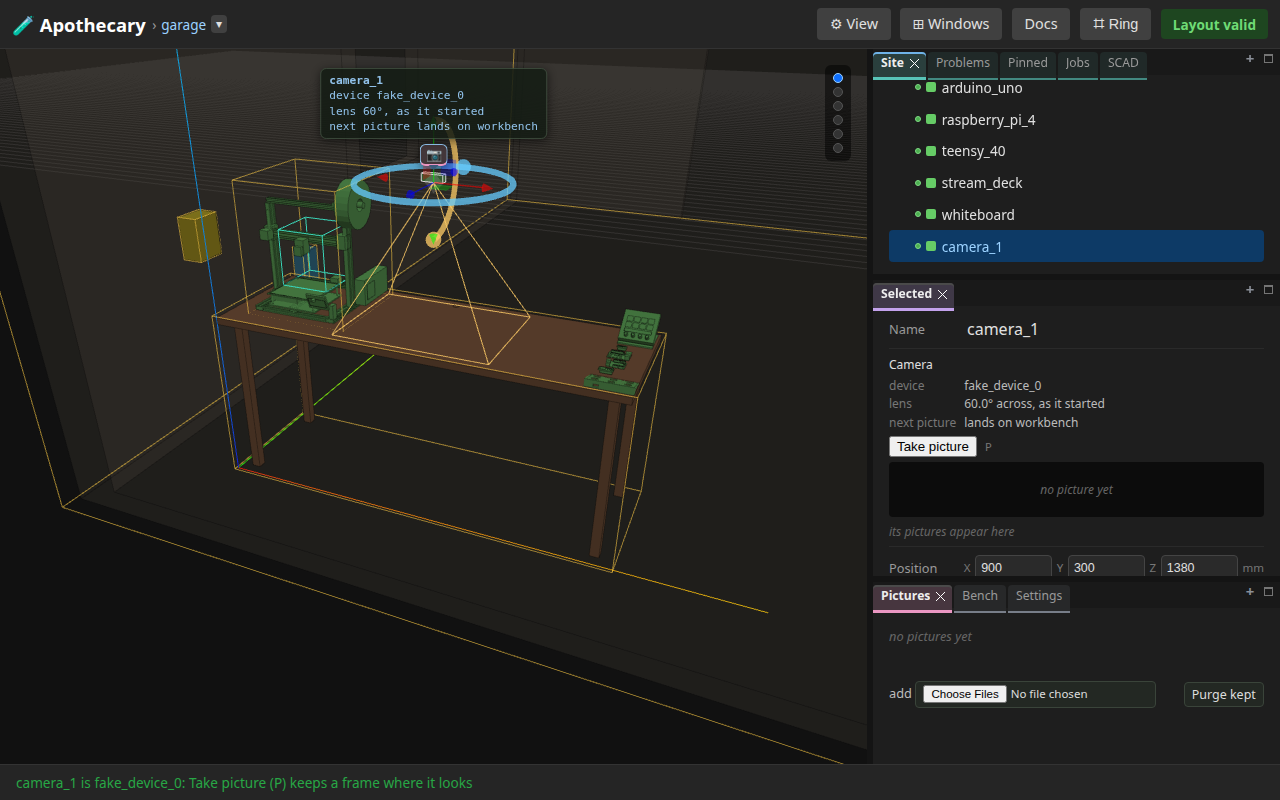 Apothecary › garage ▾
⚙ View
⊞ Windows
Docs
⌗ Ring
Layout valid
camera_1
device fake_device_0
lens 60°, as it started
next picture lands on workbench
Site
Problems
Pinned
Jobs
SCAD
arduino_uno
raspberry_pi_4
teensy_40
stream_deck
whiteboard
camera_1
Selected
Name camera_1
Camera
device fake_device_0
lens 60.0° across, as it started
next picture lands on workbench
Take picture P
no picture yet
its pictures appear here
Position X 900 Y 300 Z 1380 mm
Pictures
Bench
Settings
no pictures yet
add Choose Files No file chosen
Purge kept
camera_1 is fake_device_0: Take picture (P) keeps a frame where it looks